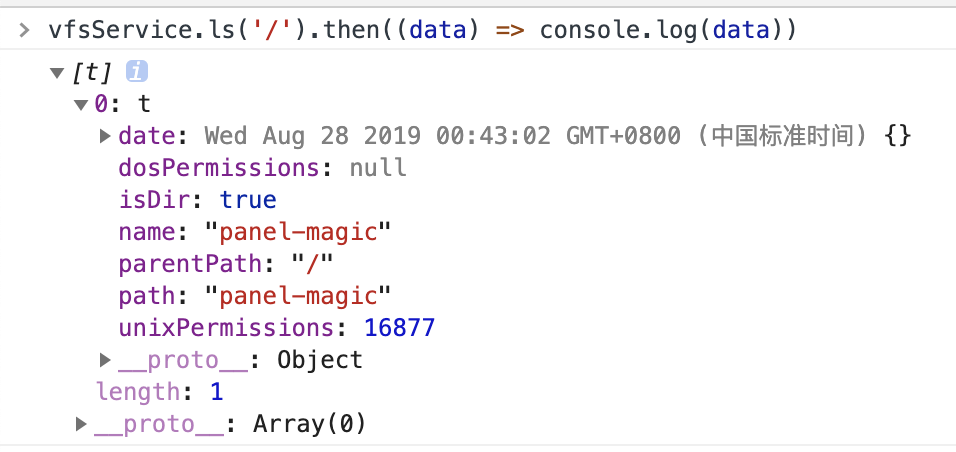 > vfsService.ls('/').then((data) => console.log(data))
▼[t] i
▼0: t
▶date: Wed Aug 28 2019 00:43:02 GMT+0800 (中国标准时间) {}
dosPermissions: null
isDir: true
name: "panel-magic"
parentPath: "/"
path: "panel-magic"
unixPermissions: 16877
▶__proto__: Object
length: 1
▶__proto__: Array(0)